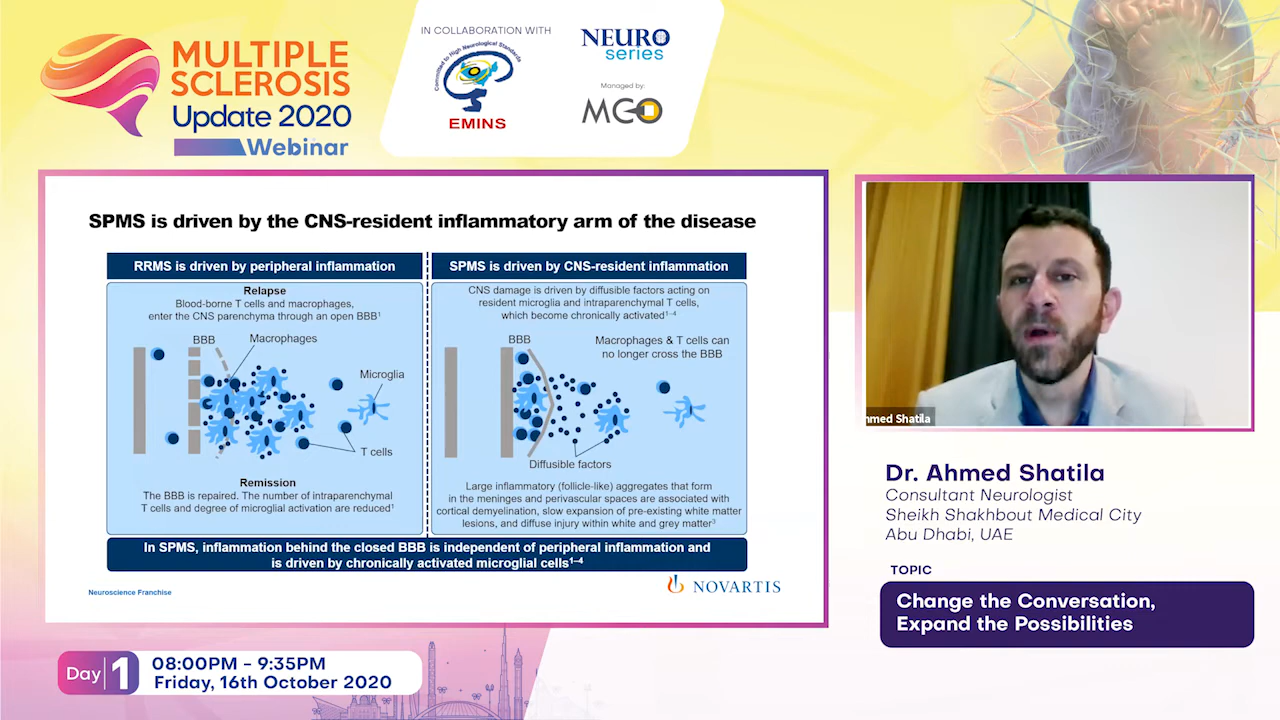 MULTIPLE
SCLEROSIS
Update 2020
Webinar
IN COLLABORATION WITH
Committed to High Neurological Standards
EMINS
NEURO
series
Managed by:
MCO
SPMS is driven by the CNS-resident inflammatory arm of the disease
RRMS is driven by peripheral inflammation
Relapse
Blood-borne T cells and macrophages,
enter the CNS parenchyma through an open BBB1
BBB
Macrophages
Microglia
T cells
Remission
The BBB is repaired. The number of intraparenchymal
T cells and degree of microglial activation are reduced1
SPMS is driven by CNS-resident inflammation
CNS damage is driven by diffusible factors acting on
resident microglia and intraparenchymal T cells,
which become chronically activated1–4
BBB
Macrophages & T cells can
no longer cross the BBB
Diffusible factors
Large inflammatory (follicle-like) aggregates that form
in the meninges and perivascular spaces are associated with
cortical demyelination, slow expansion of pre-existing white matter
lesions, and diffuse injury within white and grey matter3
In SPMS, inflammation behind the closed BBB is independent of peripheral inflammation and
is driven by chronically activated microglial cells1–4
Neuroscience Franchise
NOVARTIS
hmed Shatila
Dr. Ahmed Shatila
Consultant Neurologist
Sheikh Shakhbout Medical City
Abu Dhabi, UAE
TOPIC
Change the Conversation,
Expand the Possibilities
Day 1
08:00PM - 9:35PM
Friday, 16th October 2020